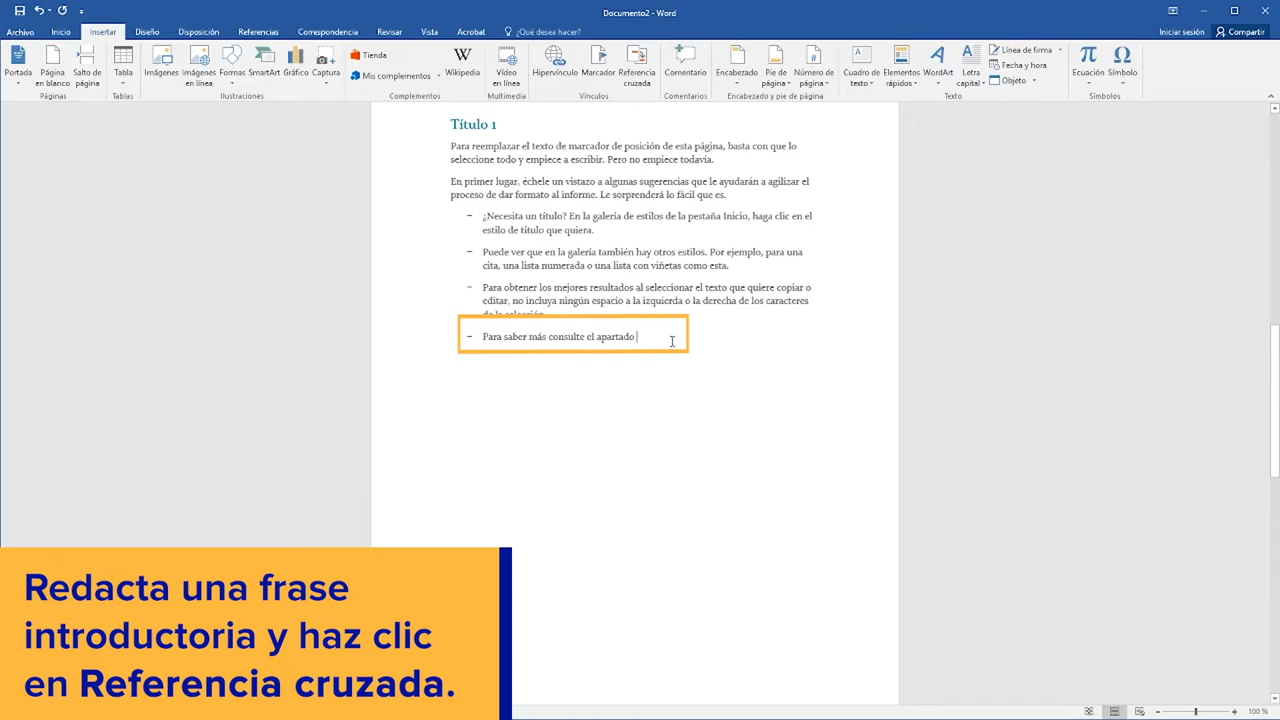 Documento2 - Word
Archivo Inicio Insertar Diseño Disposición Referencias Correspondencia Revisar Vista Acrobat ¿Qué desea hacer? Iniciar sesión Compartir
Portada
Página en blanco
Salto de página
Tabla
Imágenes
Imágenes en línea
Formas
SmartArt
Gráfico
Captura
Tienda
Mis complementos
Wikipedia
Vídeo en línea
Hipervínculo
Marcador
Referencia cruzada
Comentario
Encabezado
Pie de página
Número de página
Cuadro de texto
Elementos rápidos
WordArt
Letra capital
Línea de firma
Fecha y hora
Objeto
Ecuación
Símbolo
Páginas Tablas Ilustraciones Complementos Multimedia Vínculos Comentarios Encabezado y pie de página Texto Símbolos
Título 1
Para reemplazar el texto de marcador de posición de esta página, basta con que lo
seleccione todo y empiece a escribir. Pero no empiece todavía.
En primer lugar, échele un vistazo a algunas sugerencias que le ayudarán a agilizar el
proceso de dar formato al informe. Le sorprenderá lo fácil que es.
– ¿Necesita un título? En la galería de estilos de la pestaña Inicio, haga clic en el
estilo de título que quiera.
– Puede ver que en la galería también hay otros estilos. Por ejemplo, para una
cita, una lista numerada o una lista con viñetas como esta.
– Para obtener los mejores resultados al seleccionar el texto que quiere copiar o
editar, no incluya ningún espacio a la izquierda o la derecha de los caracteres
de la selección.
– Para saber más consulte el apartado
Redacta una frase
introductoria y haz clic
en Referencia cruzada.
100 %